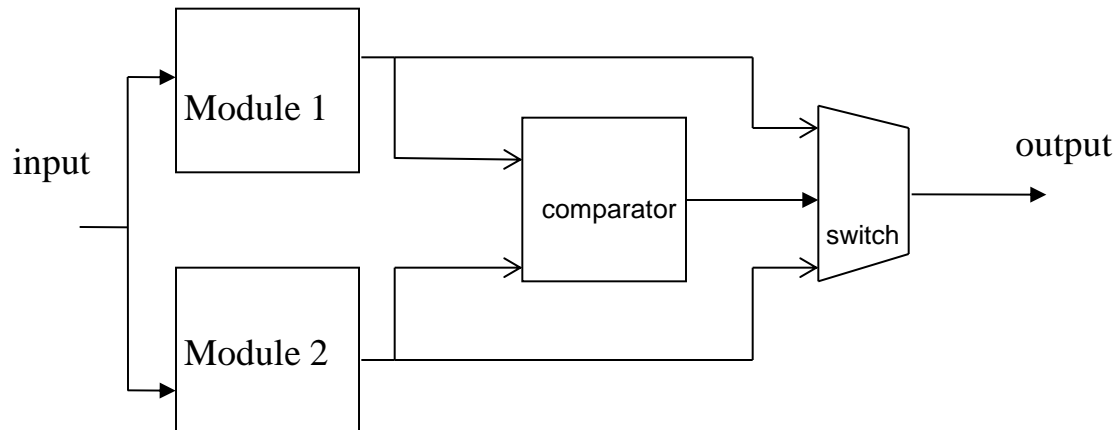 input
Module 1
Module 2
comparator
switch
output